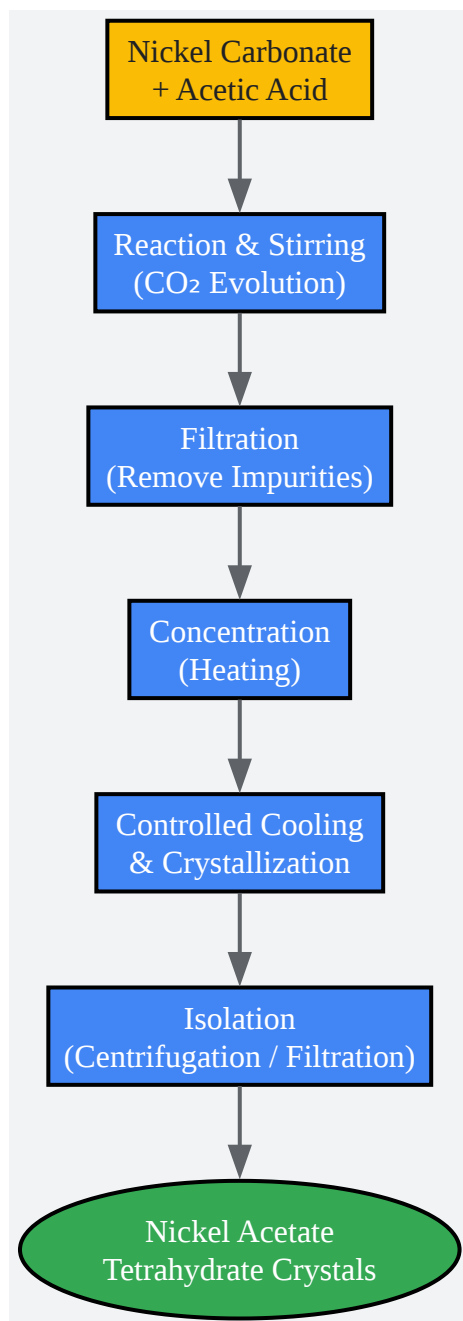 Nickel Carbonate
+ Acetic Acid
Reaction & Stirring
(CO₂ Evolution)
Filtration
(Remove Impurities)
Concentration
(Heating)
Controlled Cooling
& Crystallization
Isolation
(Centrifugation / Filtration)
Nickel Acetate
Tetrahydrate Crystals